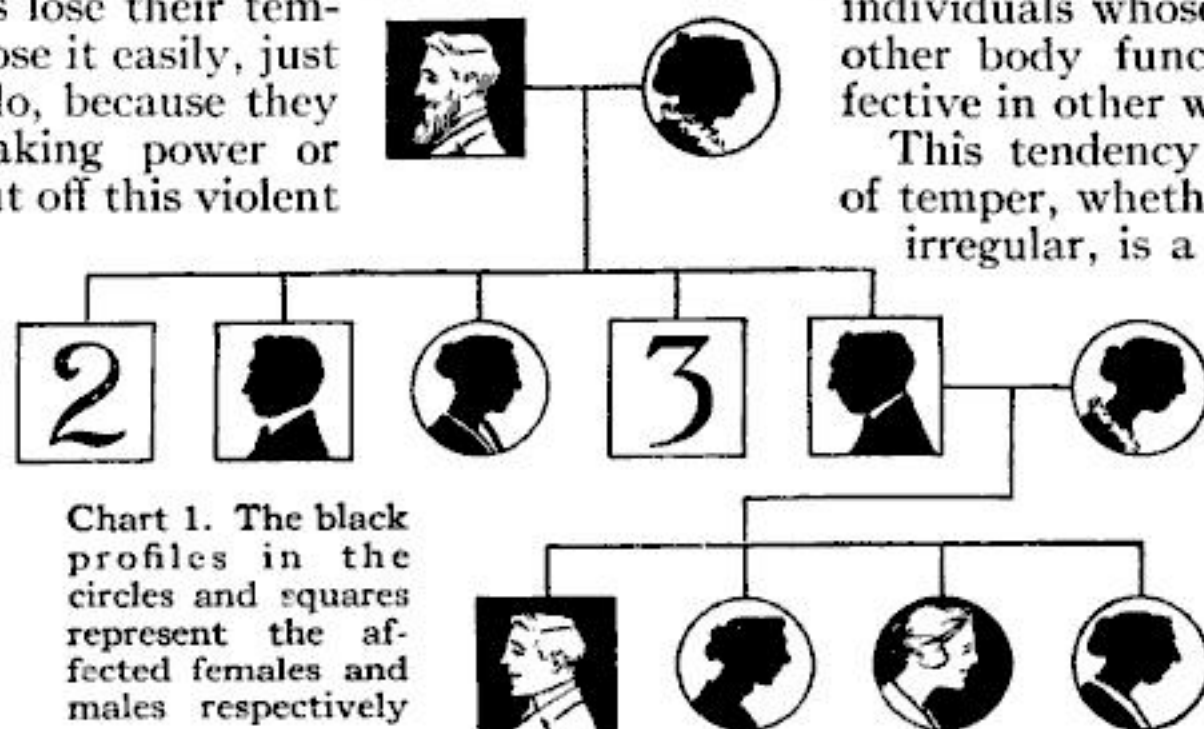 s lose their tem-
ose it easily, just
lo, because they
aking power or
ut off this violent
individuals whose
other body func
fective in other w
This tendency
of temper, wheth
irregular, is a
2 3
Chart 1. The black
profiles in the
circles and squares
represent the af-
fected females and
males respectively